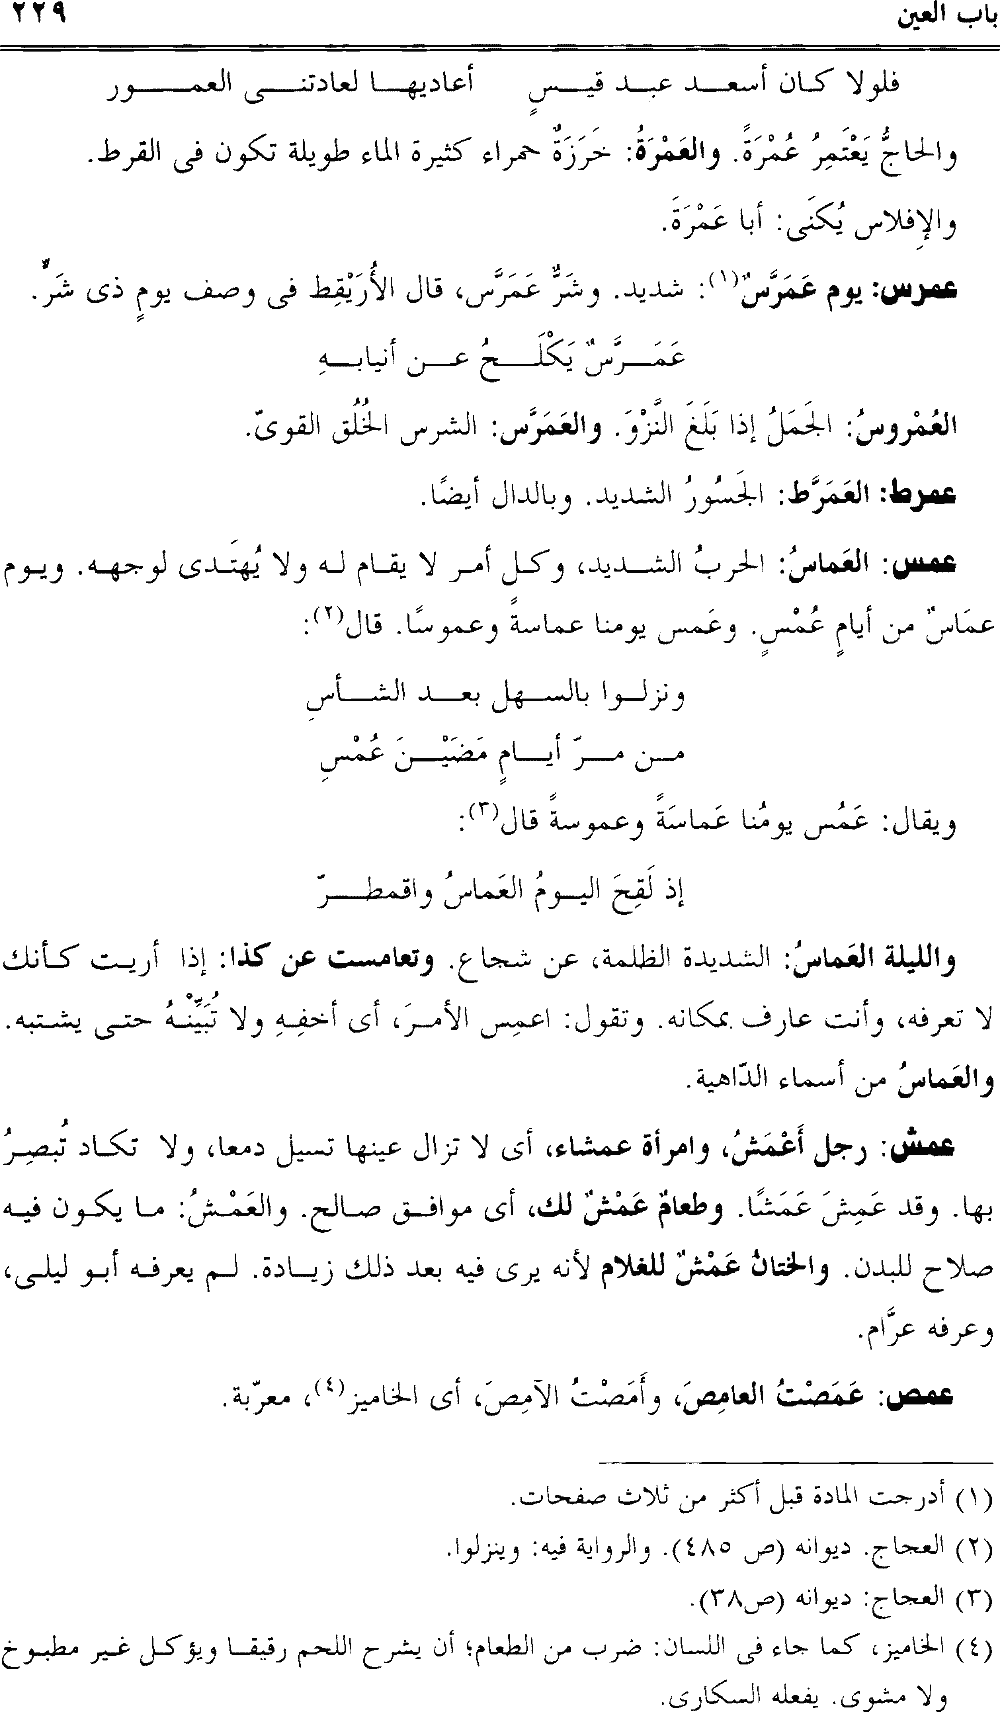 باب العين ٢٢٩
فلولا كان أسعد عبد قيسٍ أعاديها لعادتنى العمور
والحاجُّ يَعْتَمِرُ عُمْرَةً. والعَمْرَةُ: خَرَزَةٌ حمراء كثيرة الماء طويلة تكون فى القرط.
والإفلاس يُكنَى: أبا عَمْرَةَ.
عمرس: يوم عَمَرَّسٌ(١): شديد. وشَرٌّ عَمَرَّس، قال الأُرَيْقِط فى وصف يومٍ ذى شَرٍّ.
عَمَرَّسٌ يَكْلَحُ عن أنيابهِ
العُمْروسُ: الجَمَلُ إذا بَلَغَ النَّزْوَ. والعَمَرَّس: الشرس الخُلُق القوىّ.
عمرط: العَمَرَّط: الجَسُورُ الشديد. وبالدال أيضًا.
عمس: العَماسُ: الحربُ الشديد، وكل أمر لا يقام له ولا يُهتَدى لوجهه. ويوم
عمَاسٌ من أيامٍ عُمْسٍ. وعَمس يومنا عماسةً وعموسًا. قال(٢):
ونزلوا بالسهل بعد الشأسِ
من مرّ أيامٍ مَضَيْنَ عُمْسِ
ويقال: عَمُس يومُنا عَماسَةً وعموسةً قال(٣):
إذ لَقِحَ اليومُ العَماسُ واقمطرّ
والليلة العَماسُ: الشديدة الظلمة، عن شجاع. وتعامست عن كذا: إذا أريت كأنك
لا تعرفه، وأنت عارف بمكانه. وتقول: اعمِس الأمرَ، أى أخفِهِ ولا تُبَيِّنْهُ حتى يشتبه.
والعَماسُ من أسماء الدّاهية.
عمش: رجل أَعْمَشُ، وامرأة عمشاء، أى لا تزال عينها تسيل دمعا، ولا تكاد تُبصِرُ
بها. وقد عَمِشَ عَمَشًا. وطعامٌ عَمْشٌ لك، أى موافق صالح. والعَمْشُ: ما يكون فيه
صلاح للبدن. والختانُ عَمْشٌ للغلام لأنه يرى فيه بعد ذلك زيادة. لم يعرفه أبو ليلى،
وعرفه عرَّام.
عمص: عَمَصْتُ العامِصَ، وأَمَصْتُ الآمِصَ، أى الخاميز(٤)، معرّبة.
(١) أدرجت المادة قبل أكثر من ثلاث صفحات.
(٢) العجاج. ديوانه (ص ٤٨٥). والرواية فيه: وينزلوا.
(٣) العجاج: ديوانه (ص٣٨).
(٤) الخاميز، كما جاء فى اللسان: ضرب من الطعام؛ أن يشرح اللحم رقيقا ويؤكل غير مطبوخ
ولا مشوى. يفعله السكارى.